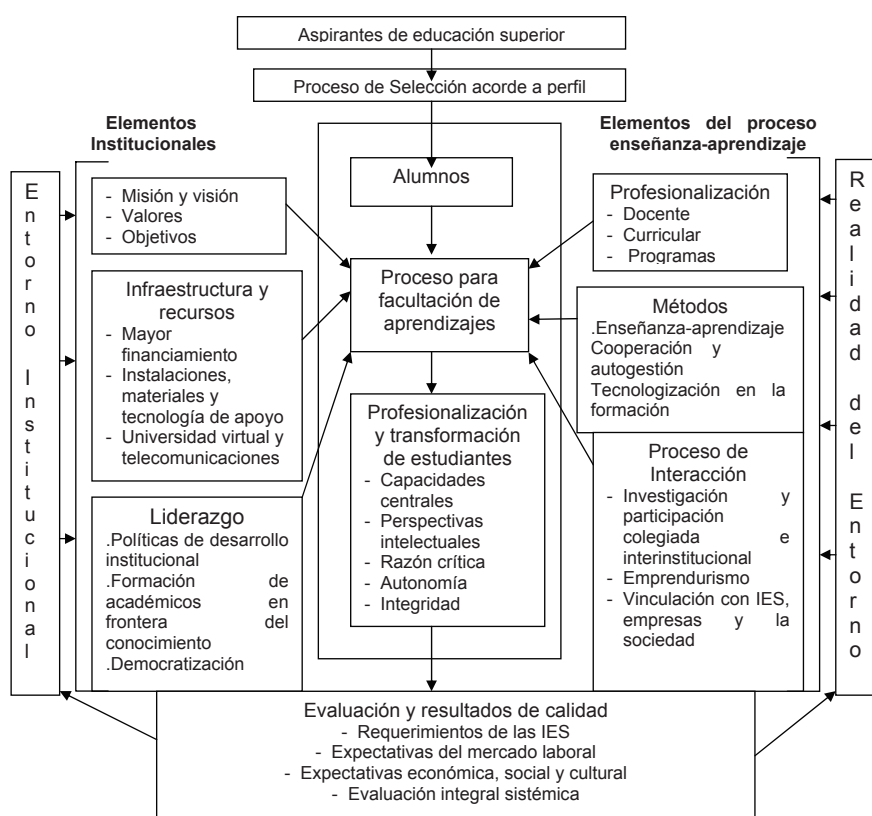 Aspirantes de educación superior
Proceso de Selección acorde a perfil
Elementos
Institucionales
Elementos del proceso
enseñanza-aprendizaje
Entorno Institucional
- Misión y visión
- Valores
- Objetivos
Infraestructura y
recursos
- Mayor
financiamiento
- Instalaciones,
materiales y
tecnología de apoyo
- Universidad virtual y
telecomunicaciones
Liderazgo
.Políticas de desarrollo
institucional
.Formación de
académicos en
frontera del
conocimiento
.Democratización
Alumnos
Proceso para
facultación de
aprendizajes
Profesionalización
y transformación
de estudiantes
- Capacidades
centrales
- Perspectivas
intelectuales
- Razón crítica
- Autonomía
- Integridad
Profesionalización
- Docente
- Curricular
- Programas
Métodos
.Enseñanza-aprendizaje
Cooperación y
autogestión
Tecnologización en la
formación
Proceso de
Interacción
- Investigación y
participación
colegiada e
interinstitucional
- Emprendurismo
- Vinculación con IES,
empresas y la
sociedad
Realidad del Entorno
Evaluación y resultados de calidad
- Requerimientos de las IES
- Expectativas del mercado laboral
- Expectativas económica, social y cultural
- Evaluación integral sistémica